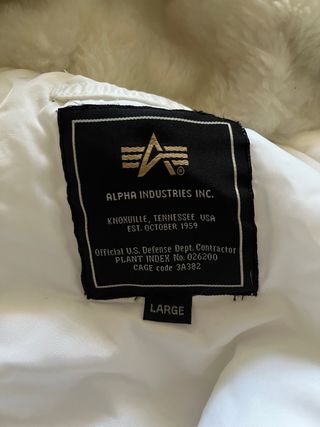 ALPHA INDUSTRIES INC.
KNOXVILLE, TENNESSEE USA
EST. OCTOBER 1959
Official U.S. Defense Dept. Contractor
PLANT INDEX No. 026200
CAGE code 3A382
LARGE